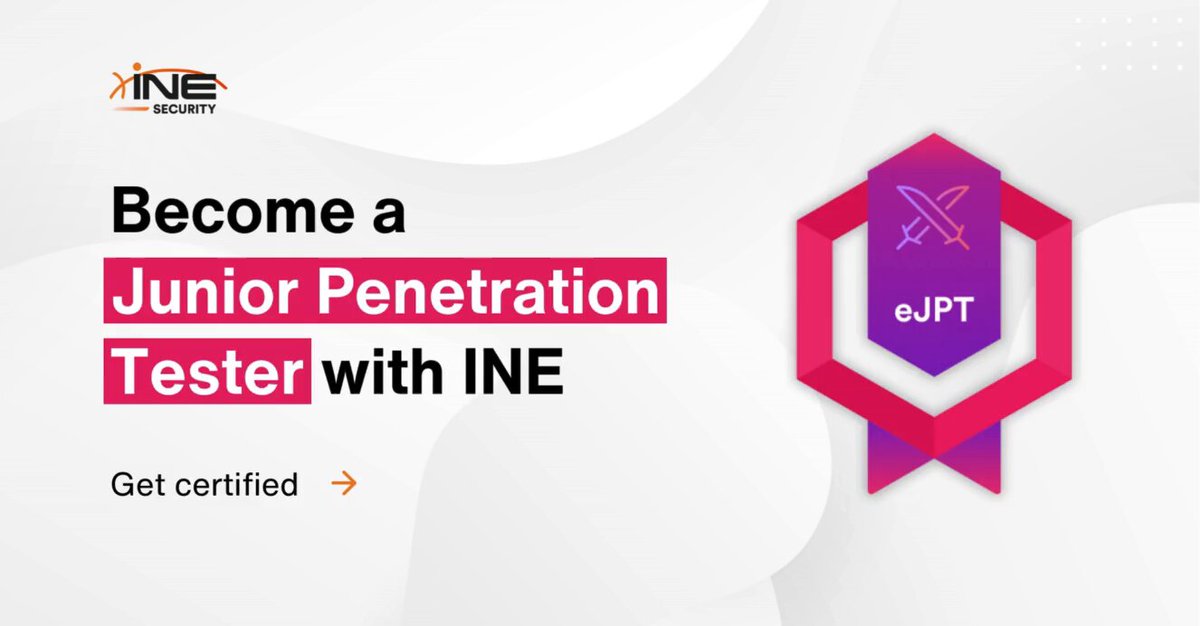 INE
SECURITY
Become a
Junior Penetration
Tester with INE
Get certified
eJPT